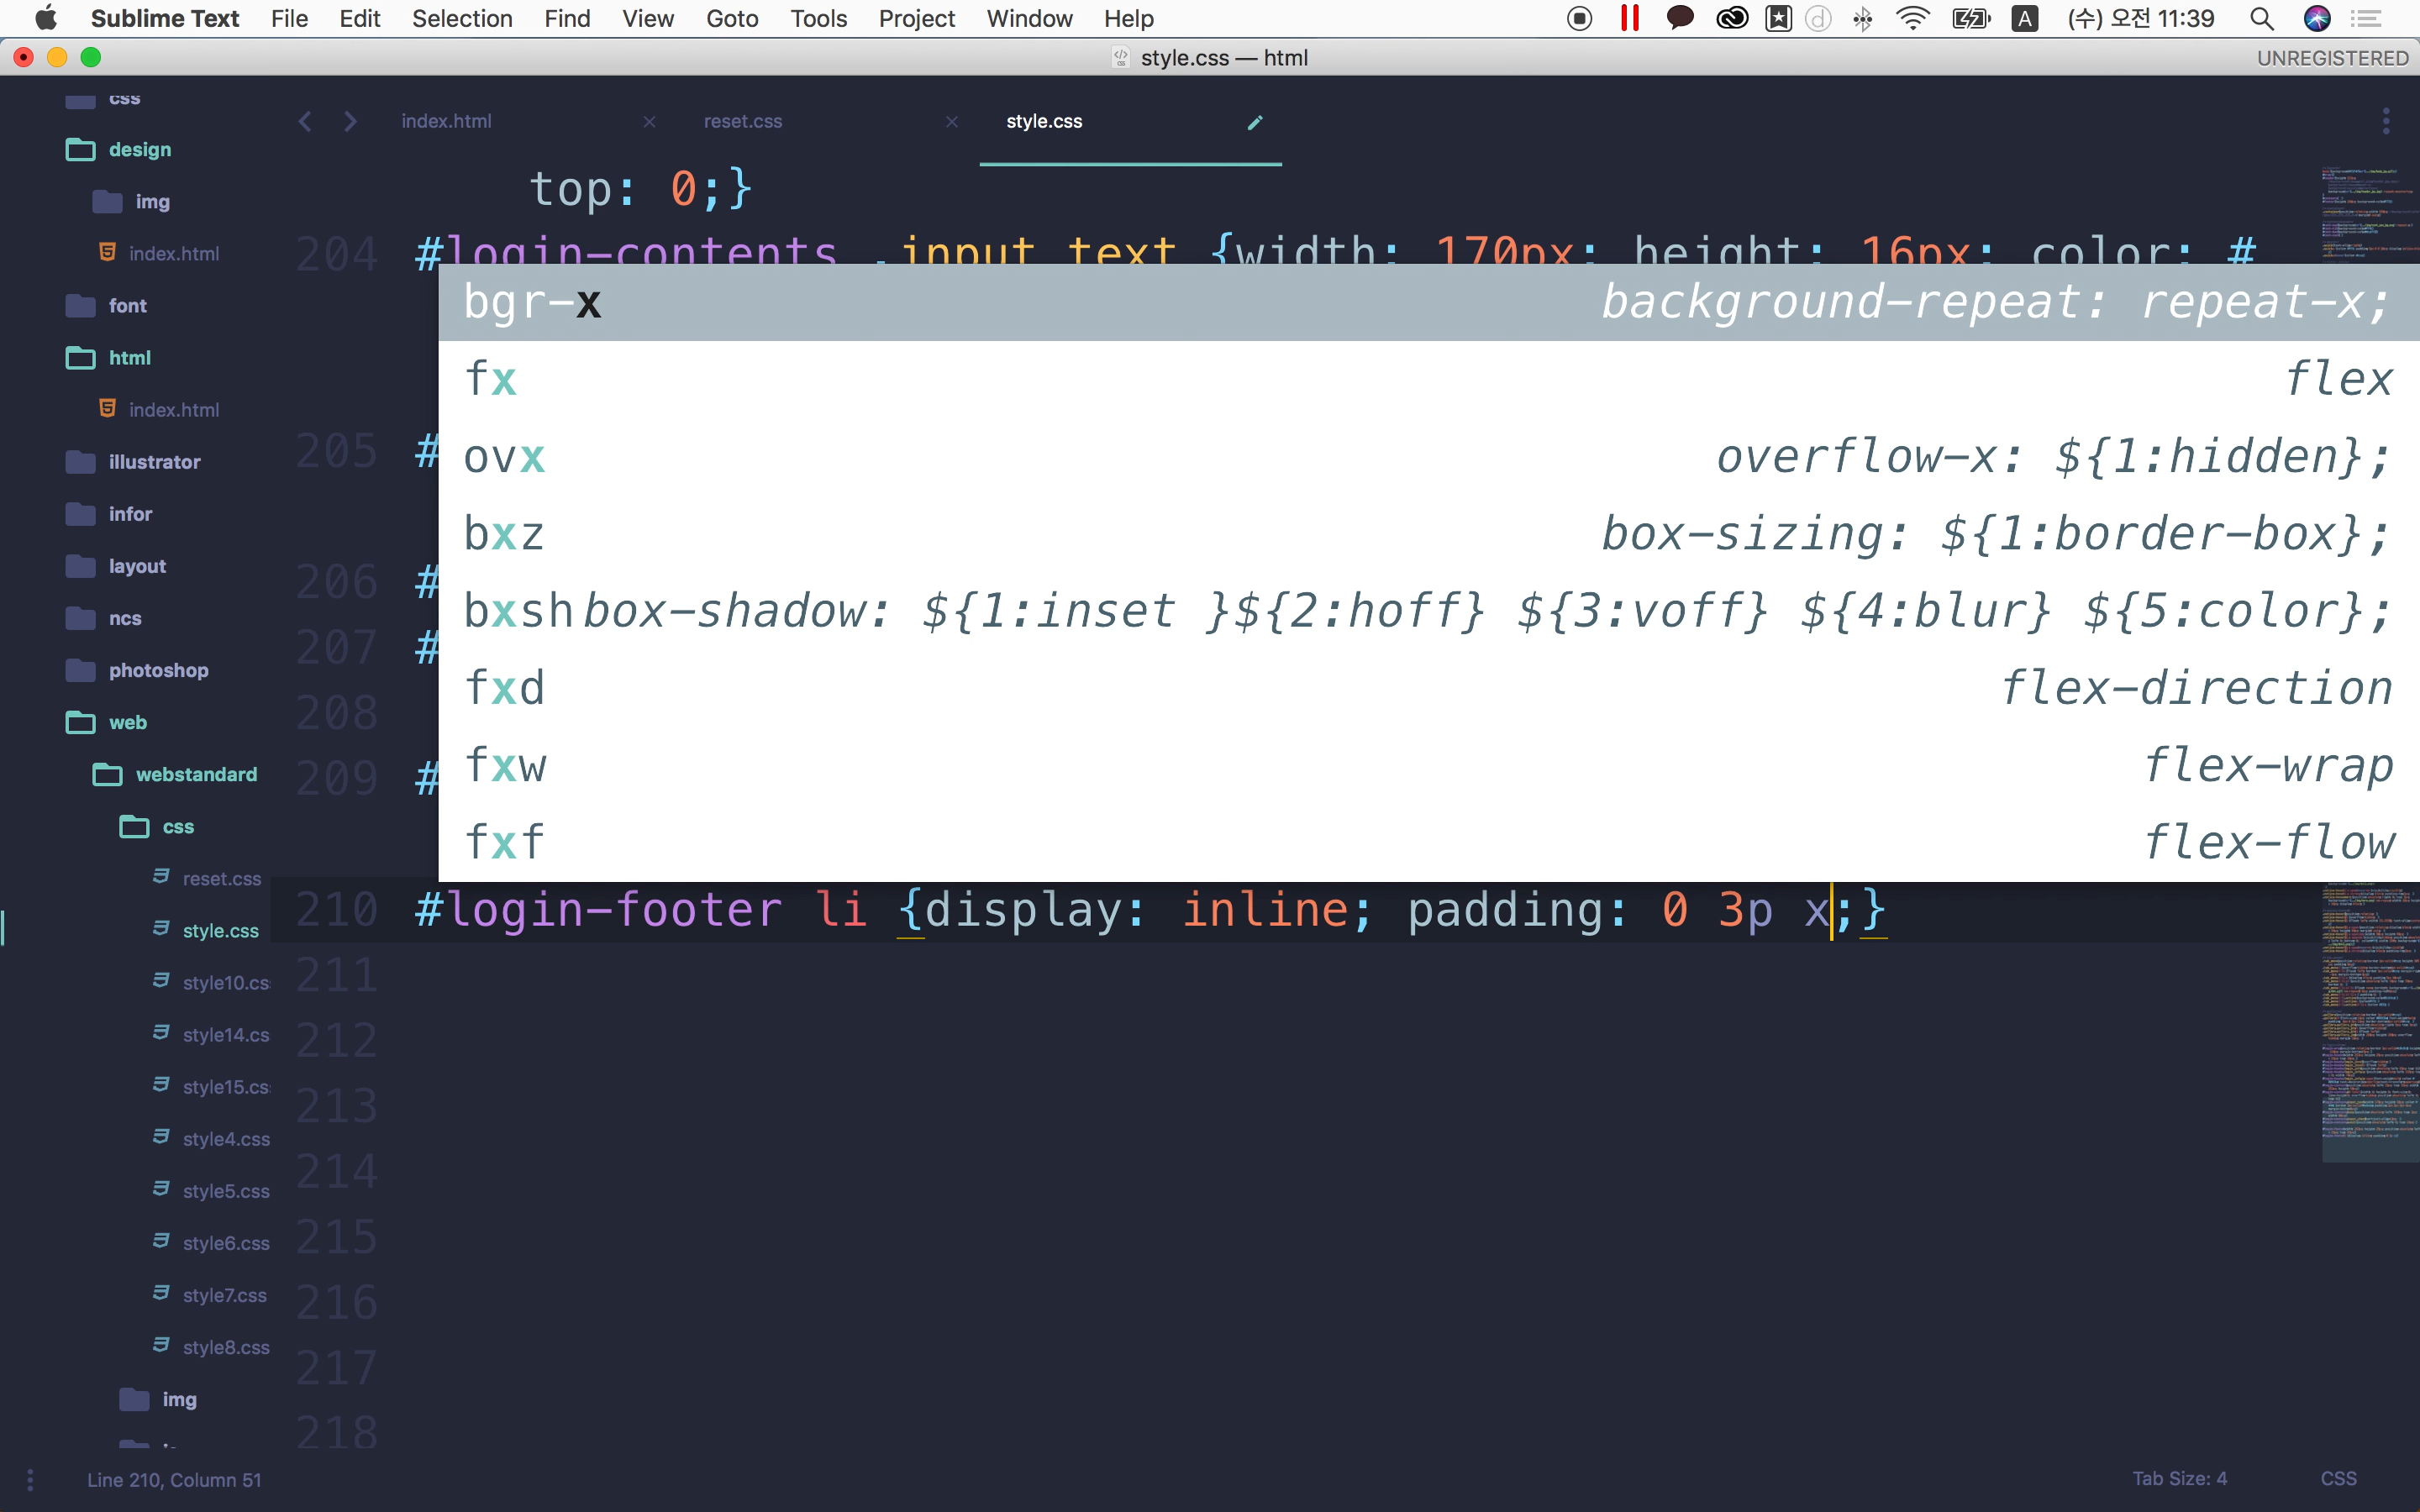 Sublime Text File Edit Selection Find View Goto Tools Project Window Help A (수) 오전 11:39
style.css — html UNREGISTERED
css
design
img
index.html
font
html
index.html
illustrator
infor
layout
ncs
photoshop
web
webstandard
css
reset.css
style.css
style10.cs
style14.cs
style15.cs
style4.css
style5.css
style6.css
style7.css
style8.css
img
index.html reset.css style.css
top: 0;}
204 #login-contents .input_text {width: 170px; height: 16px; color: #
bgr-x background-repeat: repeat-x;
fx flex
ovx overflow-x: ${1:hidden};
bxz box-sizing: ${1:border-box};
bxsh box-shadow: ${1:inset }${2:hoff} ${3:voff} ${4:blur} ${5:color};
fxd flex-direction
fxw flex-wrap
fxf flex-flow
205 #
206 #
207 #
208
209 #
210 #login-footer li {display: inline; padding: 0 3p x;}
211
212
213
214
215
216
217
218
Line 210, Column 51 Tab Size: 4 CSS